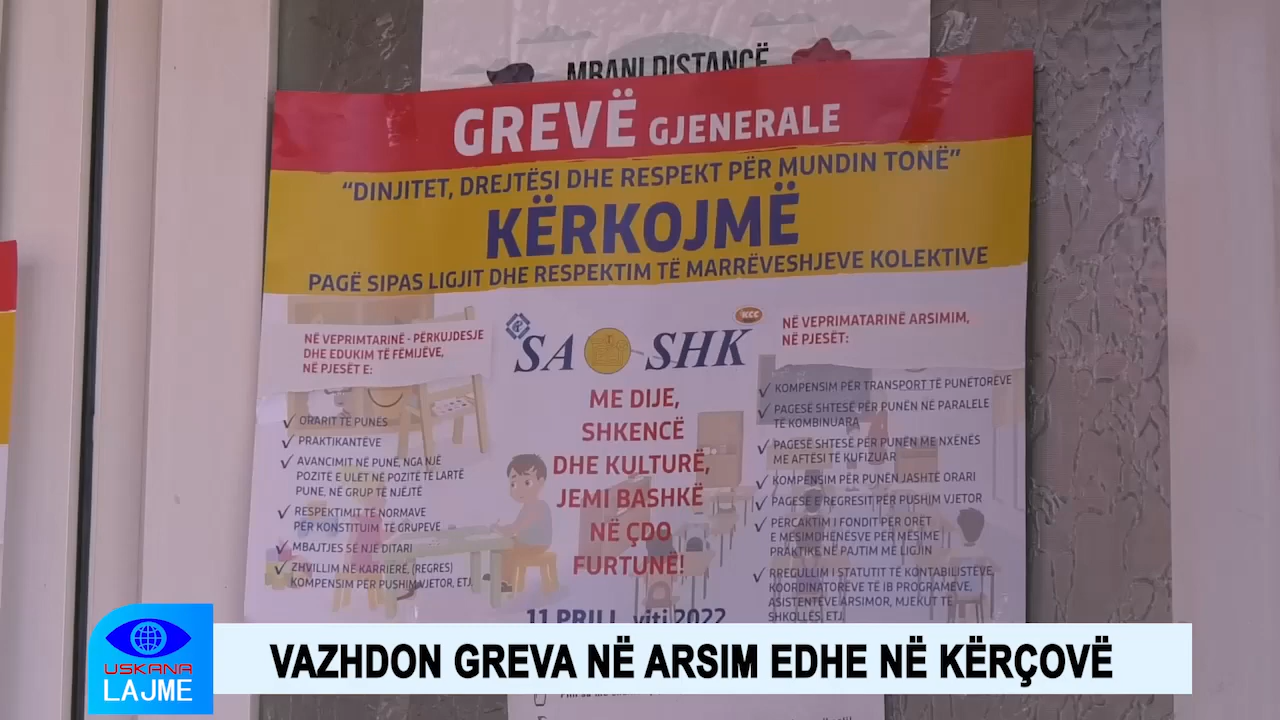 MBANI DISTANCË
GREVË GJENERALE
“DINJITET, DREJTËSI DHE RESPEKT PËR MUNDIN TONË”
KËRKOJMË
PAGË SIPAS LIGJIT DHE RESPEKTIM TË MARRËVESHJEVE KOLEKTIVE
NË VEPRIMTARINË - PËRKUJDESJE
DHE EDUKIM TË FËMIJËVE,
NË PJESËT E:
✓ ORARIT TË PUNËS
✓ PRAKTIKANTËVE
✓ AVANCIMIT NË PUNË, NGA NJË
POZITË E ULËT NË POZITË TË LARTË
PUNE, NË GRUP TË NJËJTË
✓ RESPEKTIMIT TË NORMAVE
PËR KONSTITUIM TË GRUPEVE
✓ MBAJTJES SË NJË DITARI
✓ ZHVILLIM NË KARRIERË, (REGRES)
KOMPENSIM PËR PUSHIM VJETOR, ETJ.
SA SHK
KCC
ME DIJE,
SHKENCË
DHE KULTURË,
JEMI BASHKË
NË ÇDO
FURTUNË!
11 PRILL, viti 2022
NË VEPRIMATARINË ARSIMIM,
NË PJESËT:
✓ KOMPENSIM PËR TRANSPORT TË PUNËTORËVE
✓ PAGESË SHTESË PËR PUNËN NË PARALELE
TË KOMBINUARA
✓ PAGESË SHTESË PËR PUNËN ME NXËNËS
ME AFTËSI TË KUFIZUAR
✓ KOMPENSIM PËR PUNËN JASHTË ORARI
✓ PAGESË E REGRESIT PËR PUSHIM VJETOR
✓ PËRCAKTIM I FONDIT PËR ORËT
E MËSIMDHËNËSVE PËR MËSIME
PRAKTIKE NË PAJTIM ME LIGJIN
✓ RREGULLIM I STATUTIT TË KONTABILISTËVE,
KOORDINATORËVE TË IB PROGRAMEVE,
ASISTENTËVE ARSIMOR, MJEKUT TË
SHKOLLËS, ETJ.
USKANA
LAJME
VAZHDON GREVA NË ARSIM EDHE NË KËRÇOVË